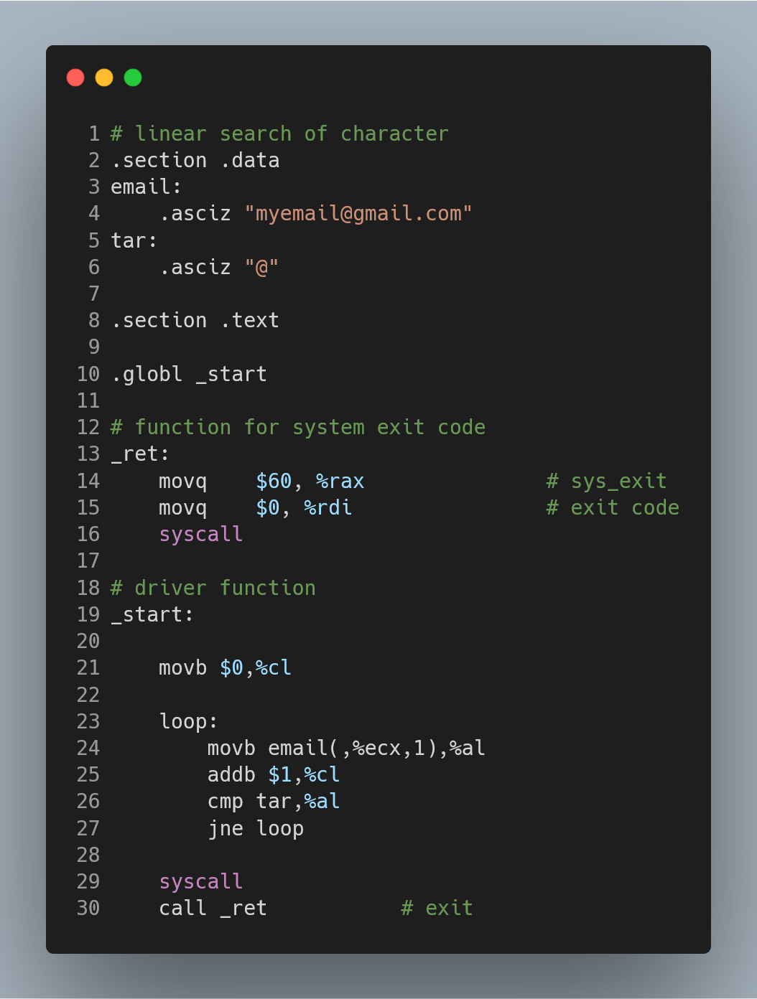 1 # linear search of character
2 .section .data
3 email:
4     .asciz "myemail@gmail.com"
5 tar:
6     .asciz "@"
7
8 .section .text
9
10 .globl _start
11
12 # function for system exit code
13 _ret:
14     movq    $60, %rax               # sys_exit
15     movq    $0, %rdi                # exit code
16     syscall
17
18 # driver function
19 _start:
20
21     movb $0,%cl
22
23     loop:
24         movb email(,%ecx,1),%al
25         addb $1,%cl
26         cmp tar,%al
27         jne loop
28
29     syscall
30     call _ret           # exit